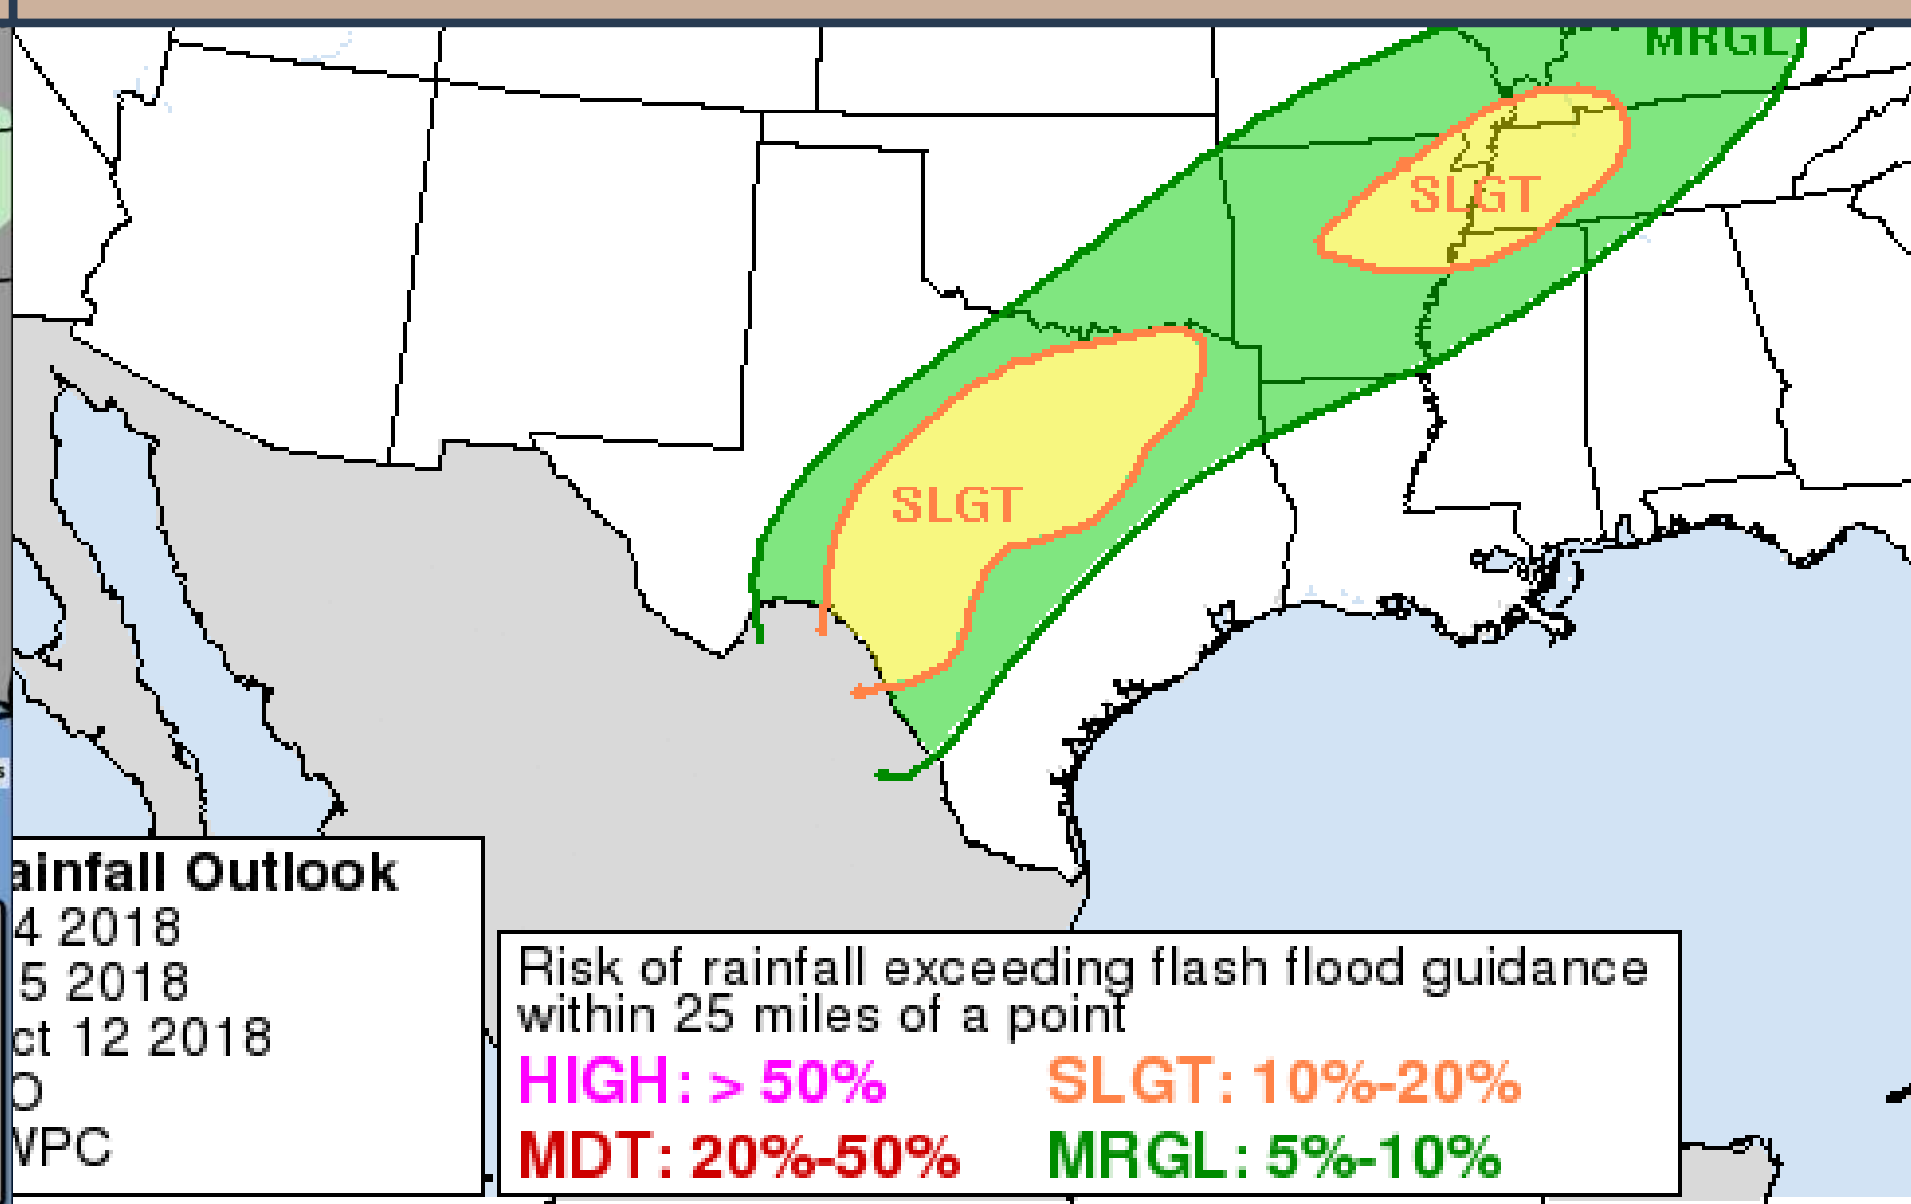 MRGL
SLGT
SLGT
ainfall Outlook
4 2018
5 2018
ct 12 2018
O
WPC
Risk of rainfall exceeding flash flood guidance
within 25 miles of a point
HIGH: > 50%
SLGT: 10%-20%
MDT: 20%-50%
MRGL: 5%-10%